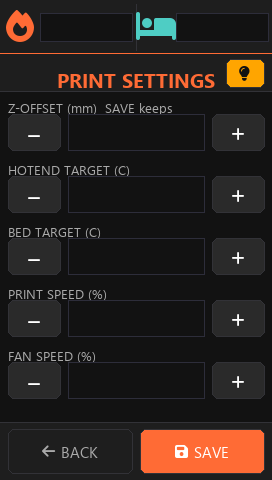 PRINT SETTINGS
Z-OFFSET (mm)  SAVE keeps
– +
HOTEND TARGET (C)
– +
BED TARGET (C)
– +
PRINT SPEED (%)
– +
FAN SPEED (%)
– +
BACK SAVE